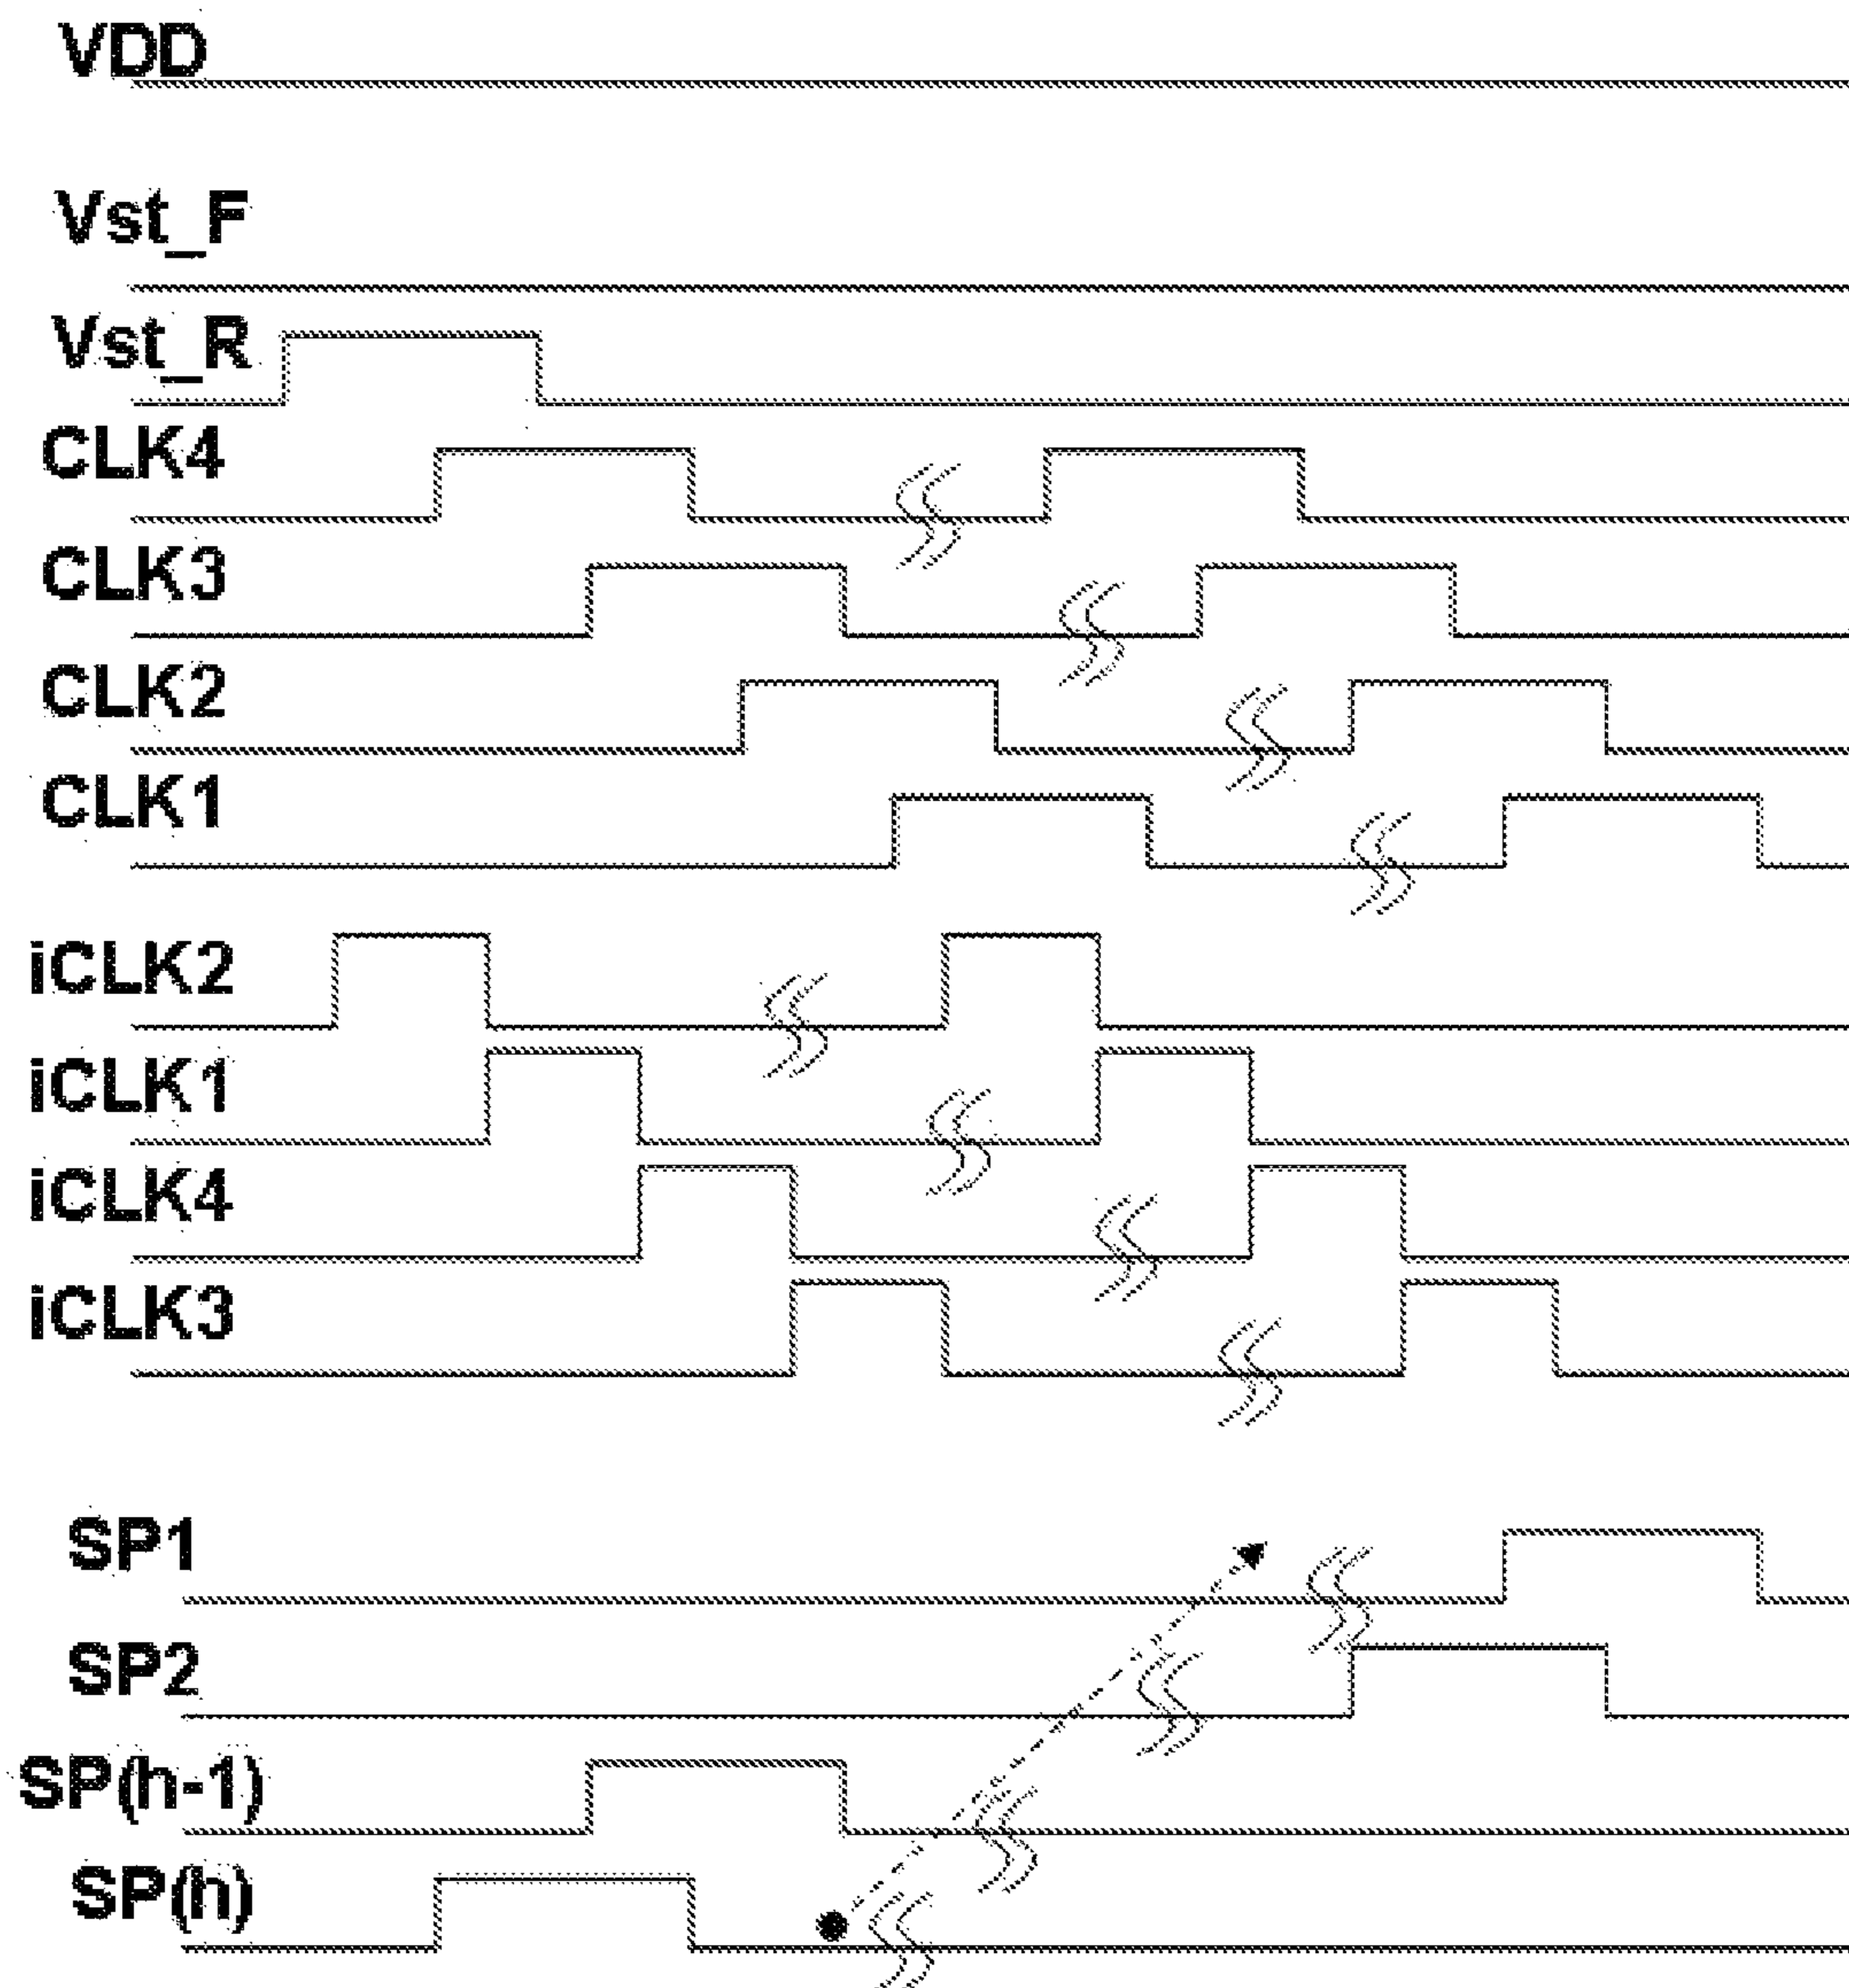 VDD
Vst_F
Vst_R
CLK4
CLK3
CLK2
CLK1
iCLK2
iCLK1
iCLK4
iCLK3
SP1
SP2
SP(h-1)
SP(h)